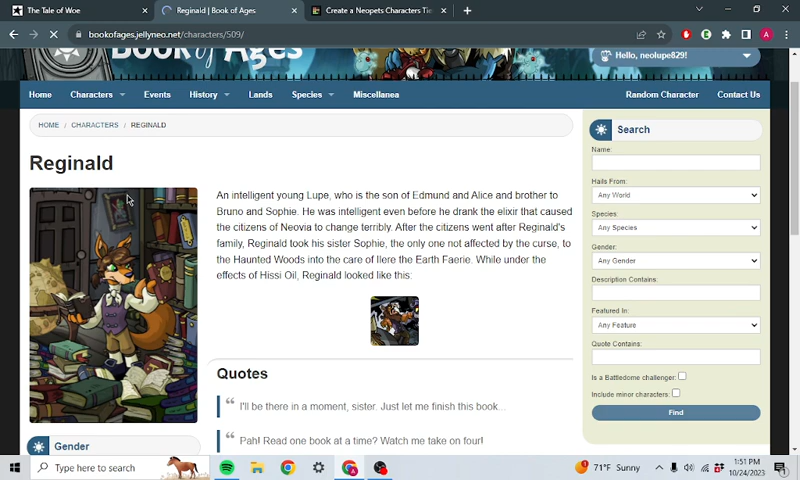 The Tale of Woe
Reginald | Book of Ages
Create a Neopets Characters Tie
bookofages.jellyneo.net/characters/509/
A
Book of Ages
Hello, neolupe829!
Home
Characters
Events
History
Lands
Species
Miscellanea
Random Character
Contact Us
HOME / CHARACTERS / REGINALD
Reginald
An intelligent young Lupe, who is the son of Edmund and Alice and brother to
Bruno and Sophie. He was intelligent even before he drank the elixir that caused
the citizens of Neovia to change terribly. After the citizens went after Reginald's
family, Reginald took his sister Sophie, the only one not affected by the curse, to
the Haunted Woods into the care of Ilere the Earth Faerie. While under the
effects of Hissi Oil, Reginald looked like this:
Quotes
I'll be there in a moment, sister. Just let me finish this book...
Pah! Read one book at a time? Watch me take on four!
Gender
Search
Name:
Hails From:
Any World
Species:
Any Species
Gender:
Any Gender
Description Contains:
Featured In:
Any Feature
Quote Contains:
Is a Battledome challenger:
Include minor characters:
Find
Type here to search
71°F Sunny
1:51 PM
10/24/2023